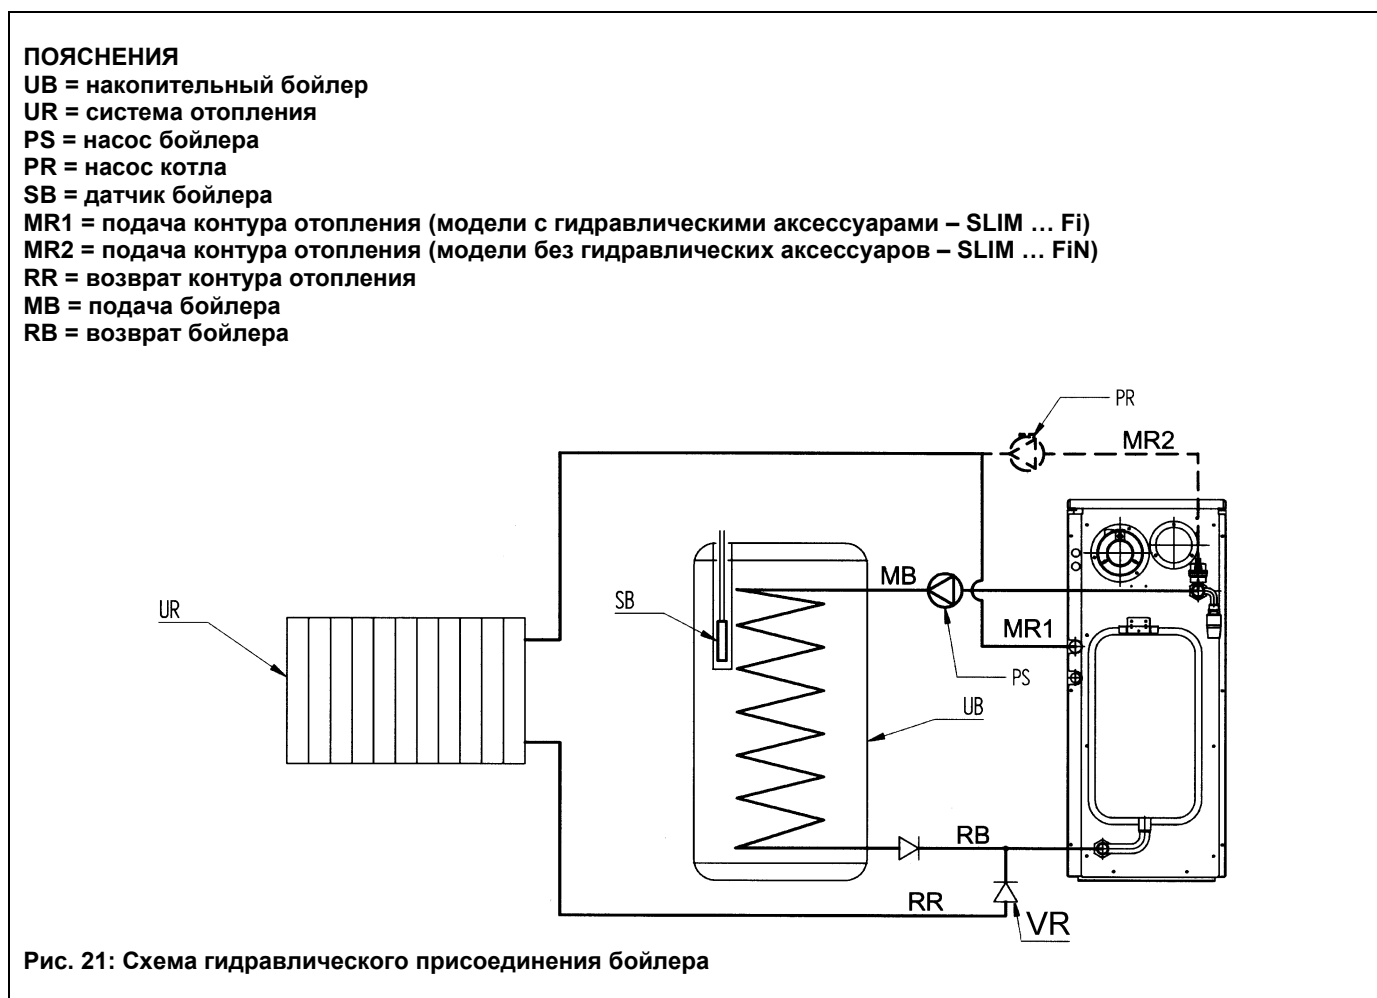 ПОЯСНЕНИЯ
UB = накопительный бойлер
UR = система отопления
PS = насос бойлера
PR = насос котла
SB = датчик бойлера
MR1 = подача контура отопления (модели с гидравлическими аксессуарами – SLIM … Fi)
MR2 = подача контура отопления (модели без гидравлических аксессуаров – SLIM … FiN)
RR = возврат контура отопления
MB = подача бойлера
RB = возврат бойлера
PR
MR2
MB
SB
UR
MR1
PS
UB
RB
RR
VR
Рис. 21: Схема гидравлического присоединения бойлера